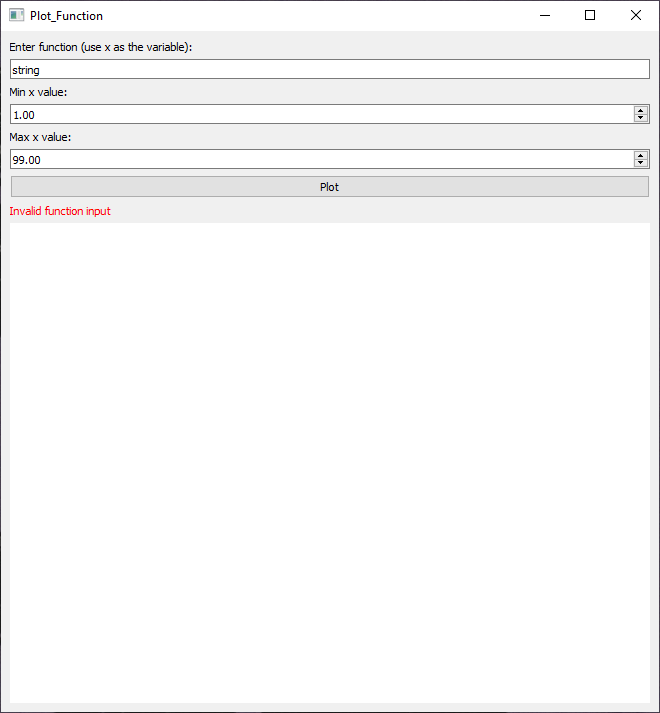 Plot_Function
Enter function (use x as the variable):
string
Min x value:
1.00
Max x value:
99.00
Plot
Invalid function input